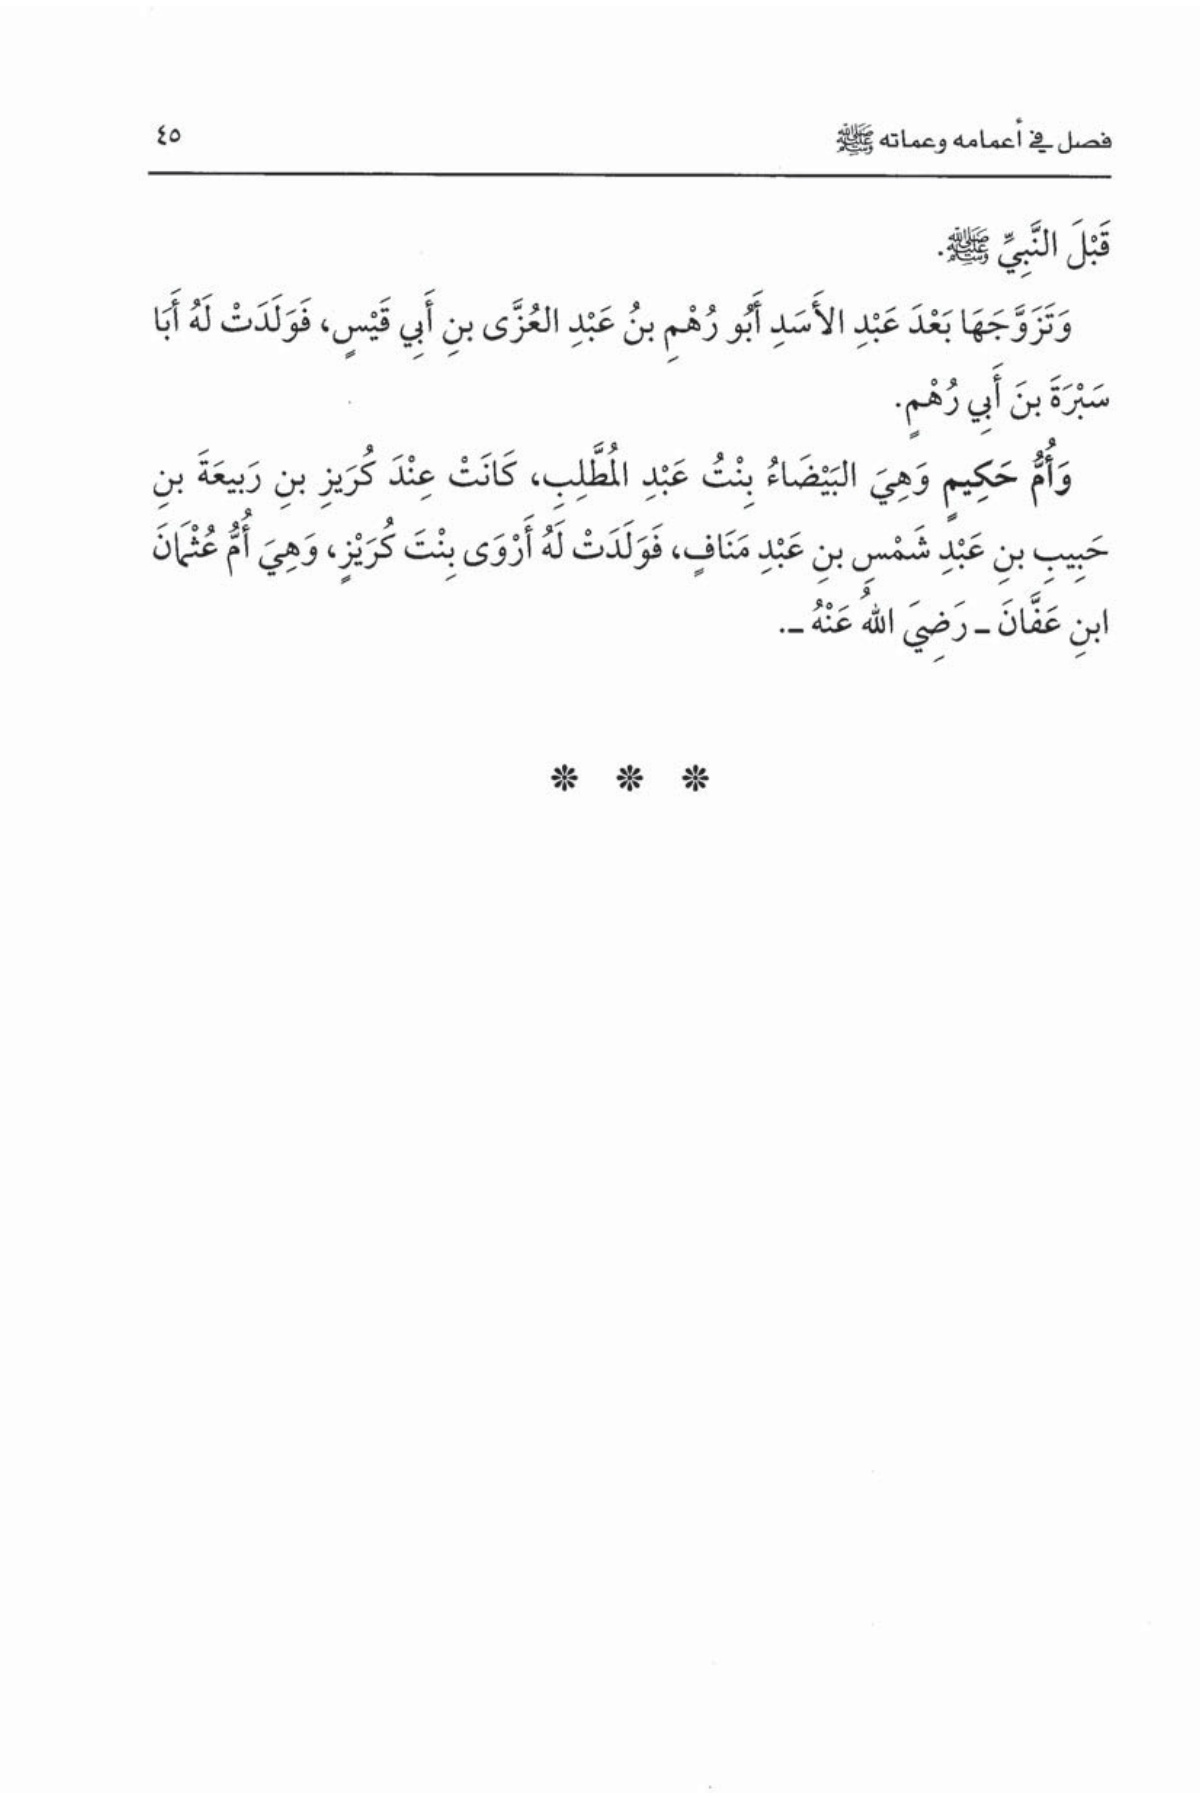 فصل في أعمامه وعماته ﷺ ٤٥
قَبْلَ النَّبِيِّ ﷺ.
وَتَزَوَّجَهَا بَعْدَ عَبْدِ الأَسَدِ أَبُو رُهْمِ بنُ عَبْدِ العُزَّى بنِ أَبِي قَيْسٍ، فَوَلَدَتْ لَهُ أَبَا
سَبْرَةَ بنَ أَبِي رُهْمٍ.
وَأُمُّ حَكِيمٍ وَهِيَ البَيْضَاءُ بِنْتُ عَبْدِ المُطَّلِبِ، كَانَتْ عِنْدَ كُرَيزِ بنِ رَبِيعَةَ بنِ
حَبِيبِ بنِ عَبْدِ شَمْسِ بنِ عَبْدِ مَنَافٍ، فَوَلَدَتْ لَهُ أَرْوَى بِنْتَ كُرَيْزٍ، وَهِيَ أُمُّ عُثْمَانَ
ابنِ عَفَّانَ ـ رَضِيَ اللهُ عَنْهُ ـ.
❊ ❊ ❊